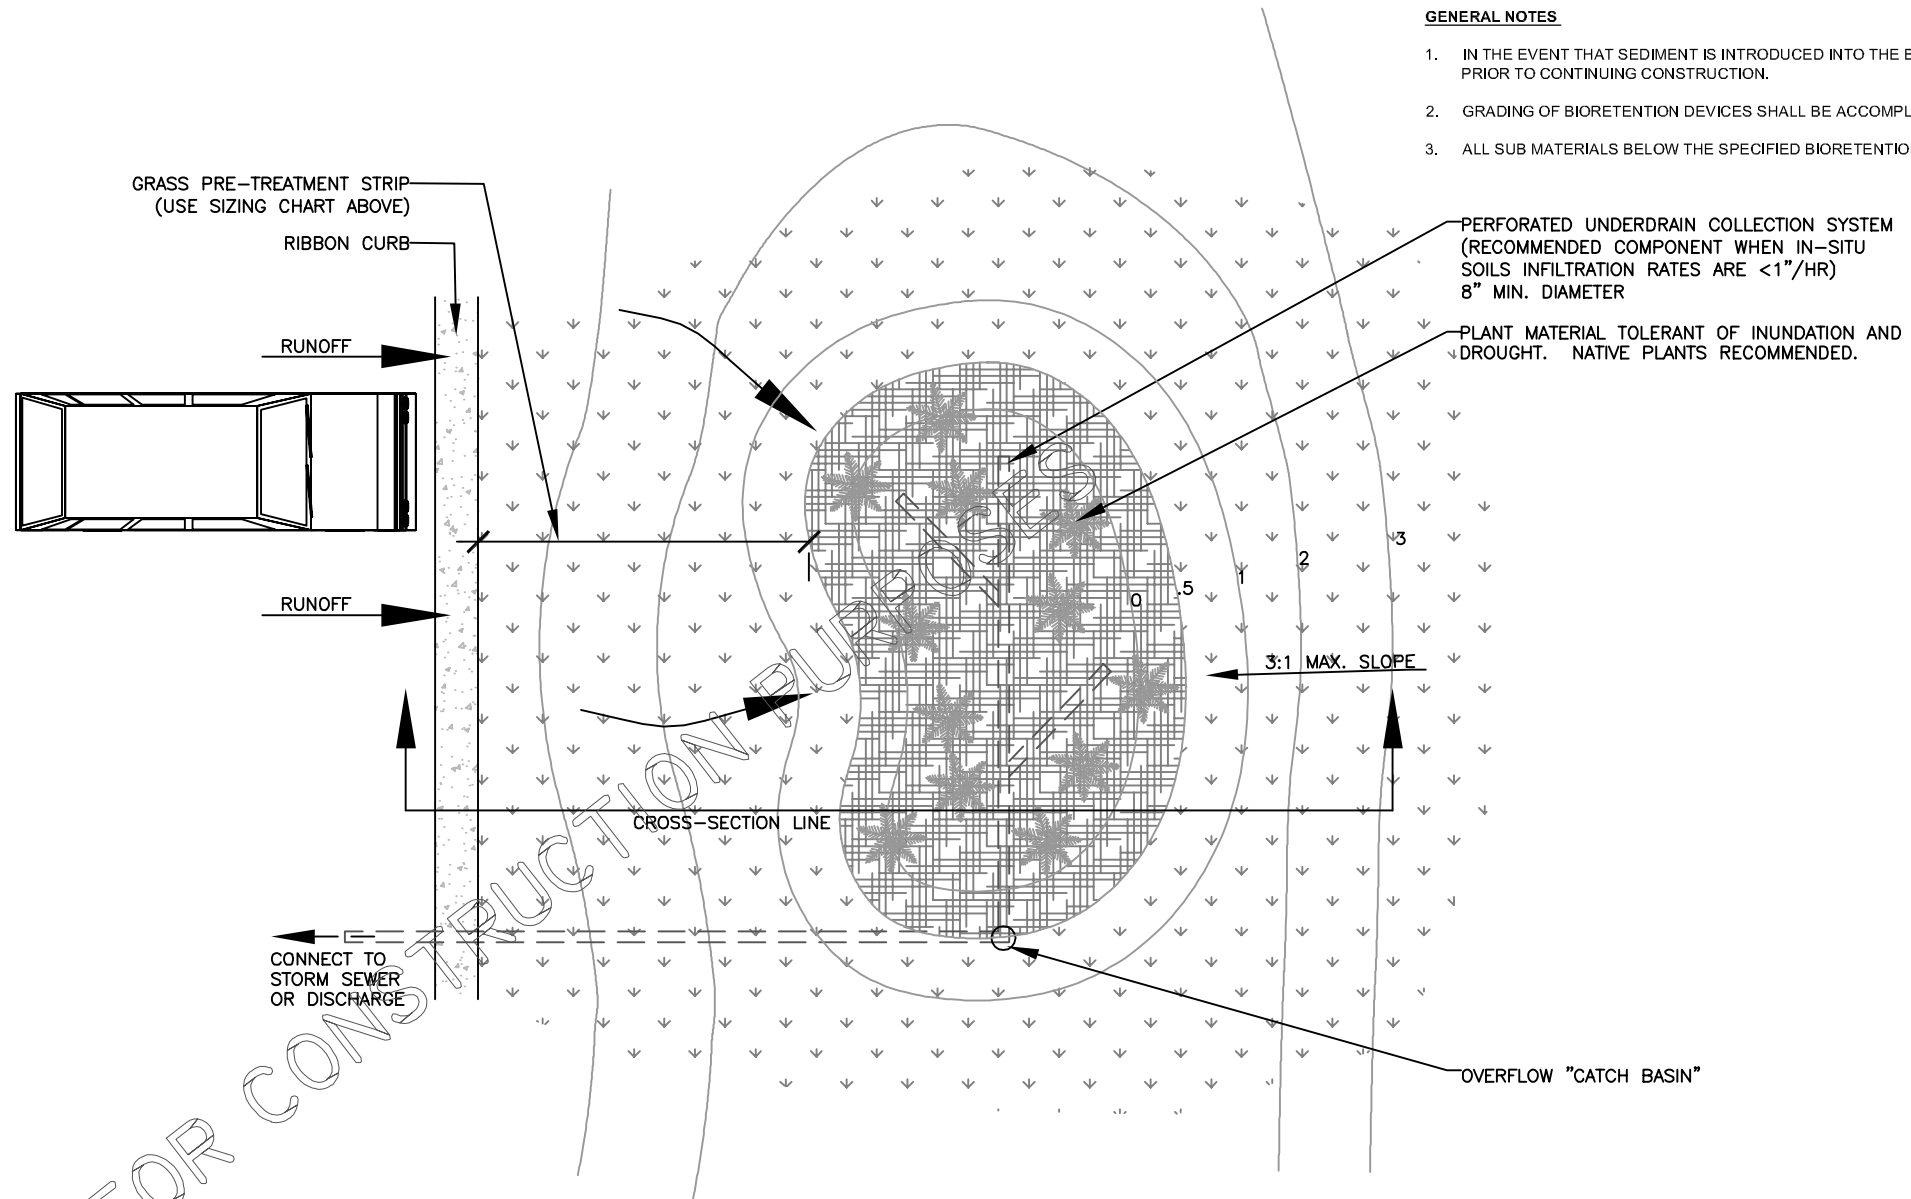 GENERAL NOTES
1. IN THE EVENT THAT SEDIMENT IS INTRODUCED INTO THE
PRIOR TO CONTINUING CONSTRUCTION.
2. GRADING OF BIORETENTION DEVICES SHALL BE
3. ALL SUB MATERIALS BELOW THE SPECIFIED
GRASS PRE-TREATMENT STRIP
(USE SIZING CHART ABOVE)
RIBBON CURB
PERFORATED UNDERDRAIN COLLECTION SYSTEM
(RECOMMENDED COMPONENT WHEN IN-SITU
SOILS INFILTRATION RATES ARE <1"/HR)
8" MIN. DIAMETER
PLANT MATERIAL TOLERANT OF INUNDATION AND
DROUGHT. NATIVE PLANTS RECOMMENDED.
RUNOFF
RUNOFF
0
.5
1
2
3
3:1 MAX. SLOPE
CROSS-SECTION LINE
CONNECT TO
STORM SEWER
OR DISCHARGE
OVERFLOW "CATCH BASIN"
FOR CONSTRUCTION PURPOSES